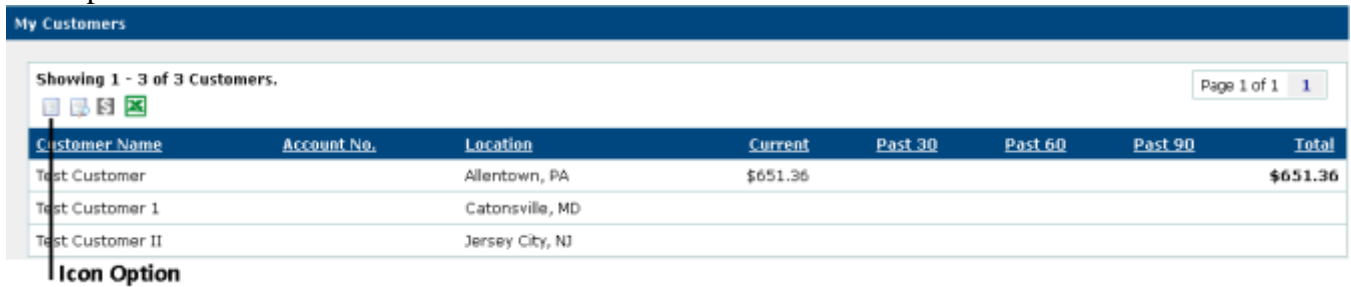 My Customers
Showing 1 - 3 of 3 Customers.
Page 1 of 1 1
Customer Name Account No. Location Current Past 30 Past 60 Past 90 Total
Test Customer Allentown, PA $651.36 $651.36
Test Customer 1 Catonsville, MD
Test Customer II Jersey City, NJ
Icon Option